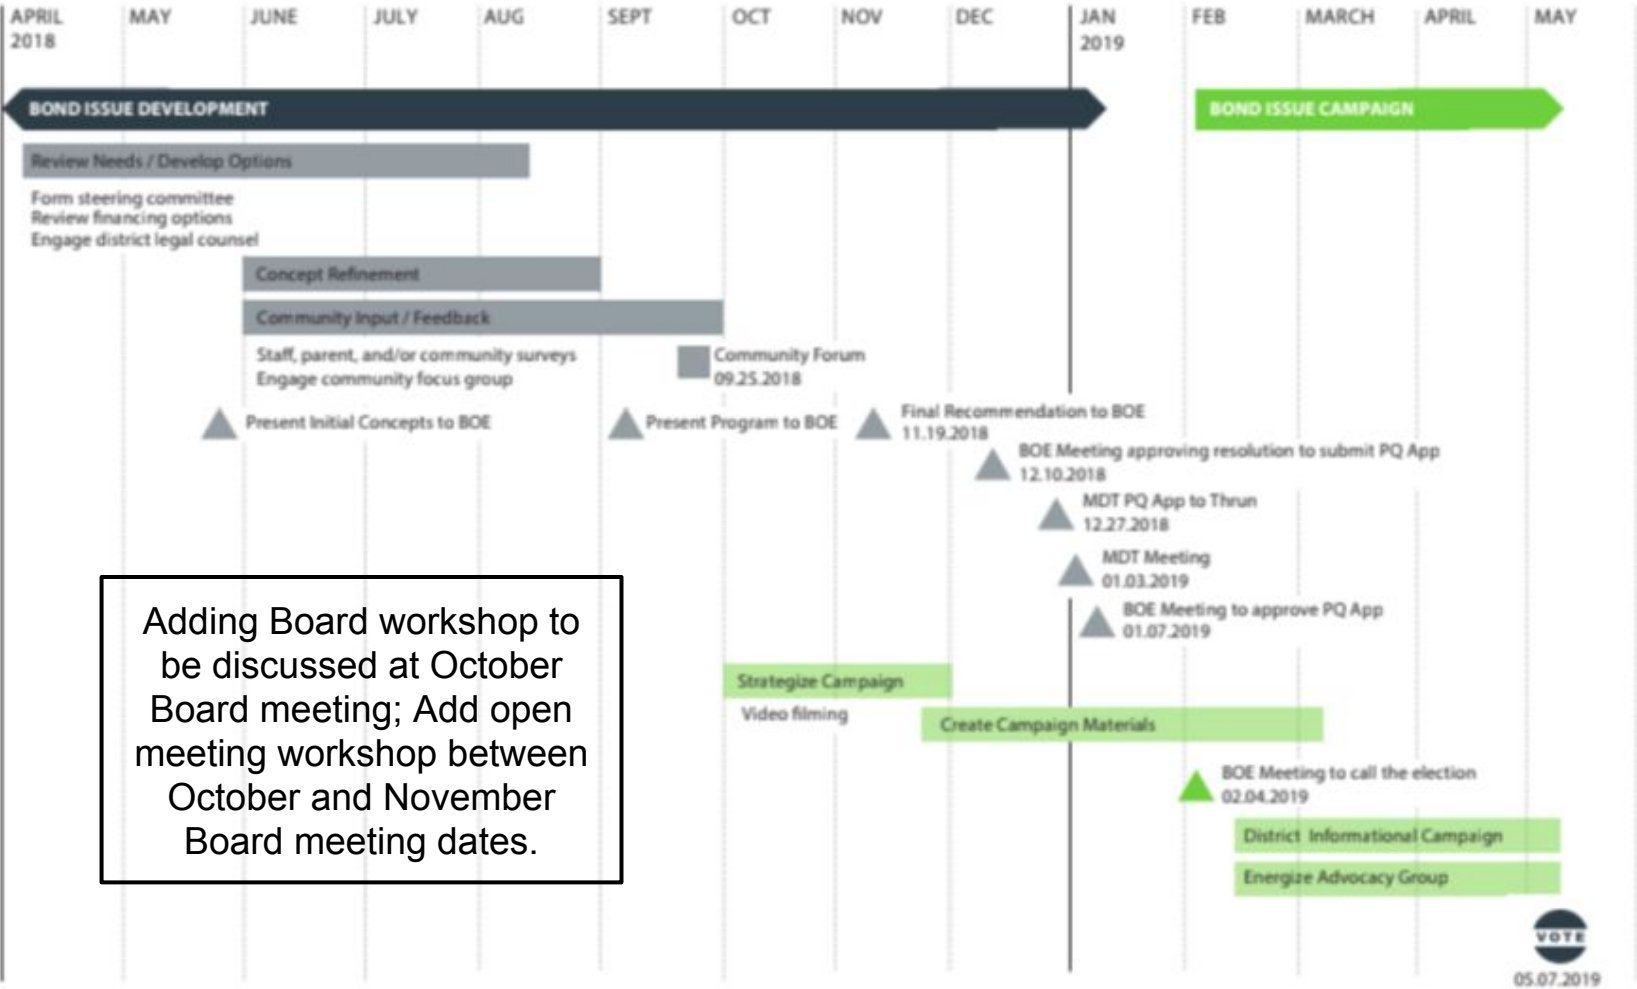 APRIL MAY JUNE JULY AUG SEPT OCT NOV DEC JAN FEB MARCH APRIL MAY
2018 2019
BOND ISSUE DEVELOPMENT
BOND ISSUE CAMPAIGN
Review Needs / Develop Options
Form steering committee
Review financing options
Engage district legal counsel
Concept Refinement
Community Input / Feedback
Staff, parent, and/or community surveys
Engage community focus group
Community Forum
09.25.2018
Present Initial Concepts to BOE
Present Program to BOE
Final Recommendation to BOE
11.19.2018
BOE Meeting approving resolution to submit PQ App
12.10.2018
MDT PQ App to Thrun
12.27.2018
MDT Meeting
01.03.2019
BOE Meeting to approve PQ App
01.07.2019
Adding Board workshop to
be discussed at October
Board meeting; Add open
meeting workshop between
October and November
Board meeting dates.
Strategize Campaign
Video filming
Create Campaign Materials
BOE Meeting to call the election
02.04.2019
District Informational Campaign
Energize Advocacy Group
VOTE
05.07.2019